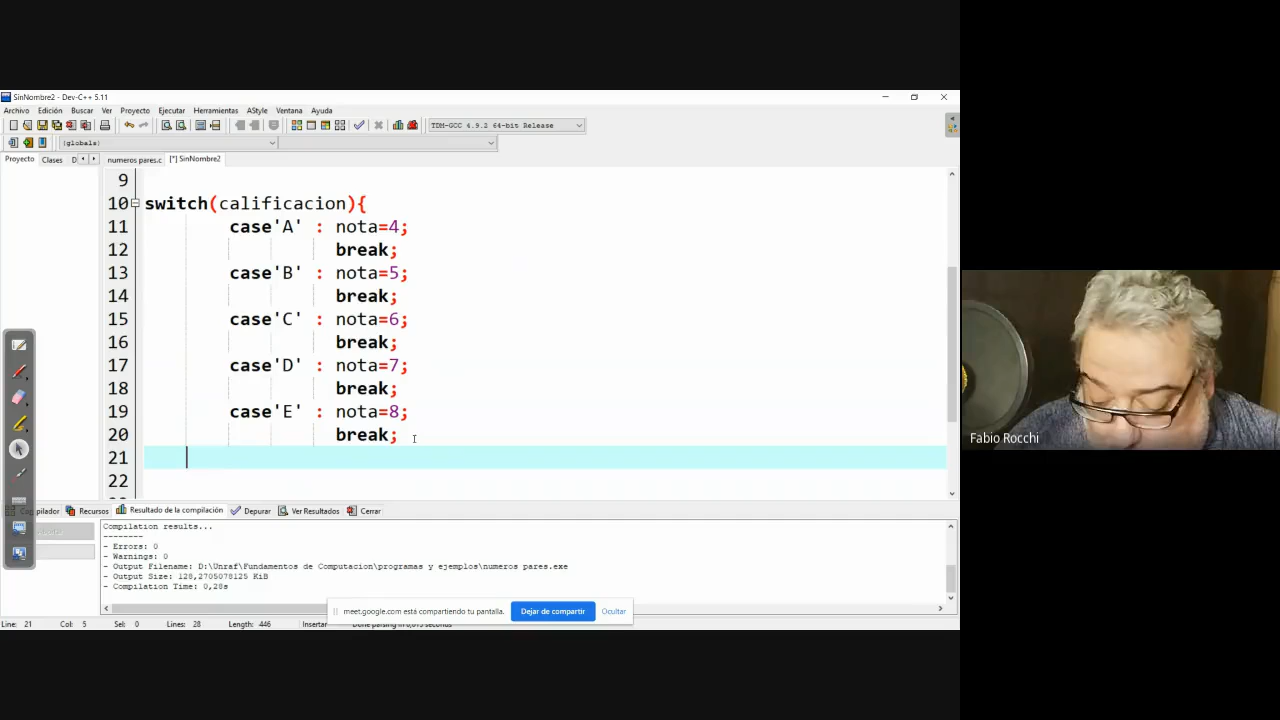 SinNombre2 - Dev-C++ 5.11
Archivo Edición Buscar Ver Proyecto Ejecutar Herramientas AStyle Ventana Ayuda
TDM-GCC 4.9.2 64-bit Release
(globals)
Proyecto Clases D numeros pares.c [*] SinNombre2
9
10 switch(calificacion){
11 case'A' : nota=4;
12 break;
13 case'B' : nota=5;
14 break;
15 case'C' : nota=6;
16 break;
17 case'D' : nota=7;
18 break;
19 case'E' : nota=8;
20 break;
21
22
Fabio Rocchi
Recursos Resultado de la compilación Depurar Ver Resultados Cerrar
Compilation results...
--------
- Errors: 0
- Warnings: 0
- Output Filename: D:\Unraf\Fundamentos de Computacion\programas y ejemplos\numeros pares.exe
- Output Size: 128,2705078125 KiB
- Compilation Time: 0,28s
meet.google.com está compartiendo tu pantalla. Dejar de compartir Ocultar
Line: 21 Col: 5 Sel: 0 Lines: 28 Length: 446 Insertar